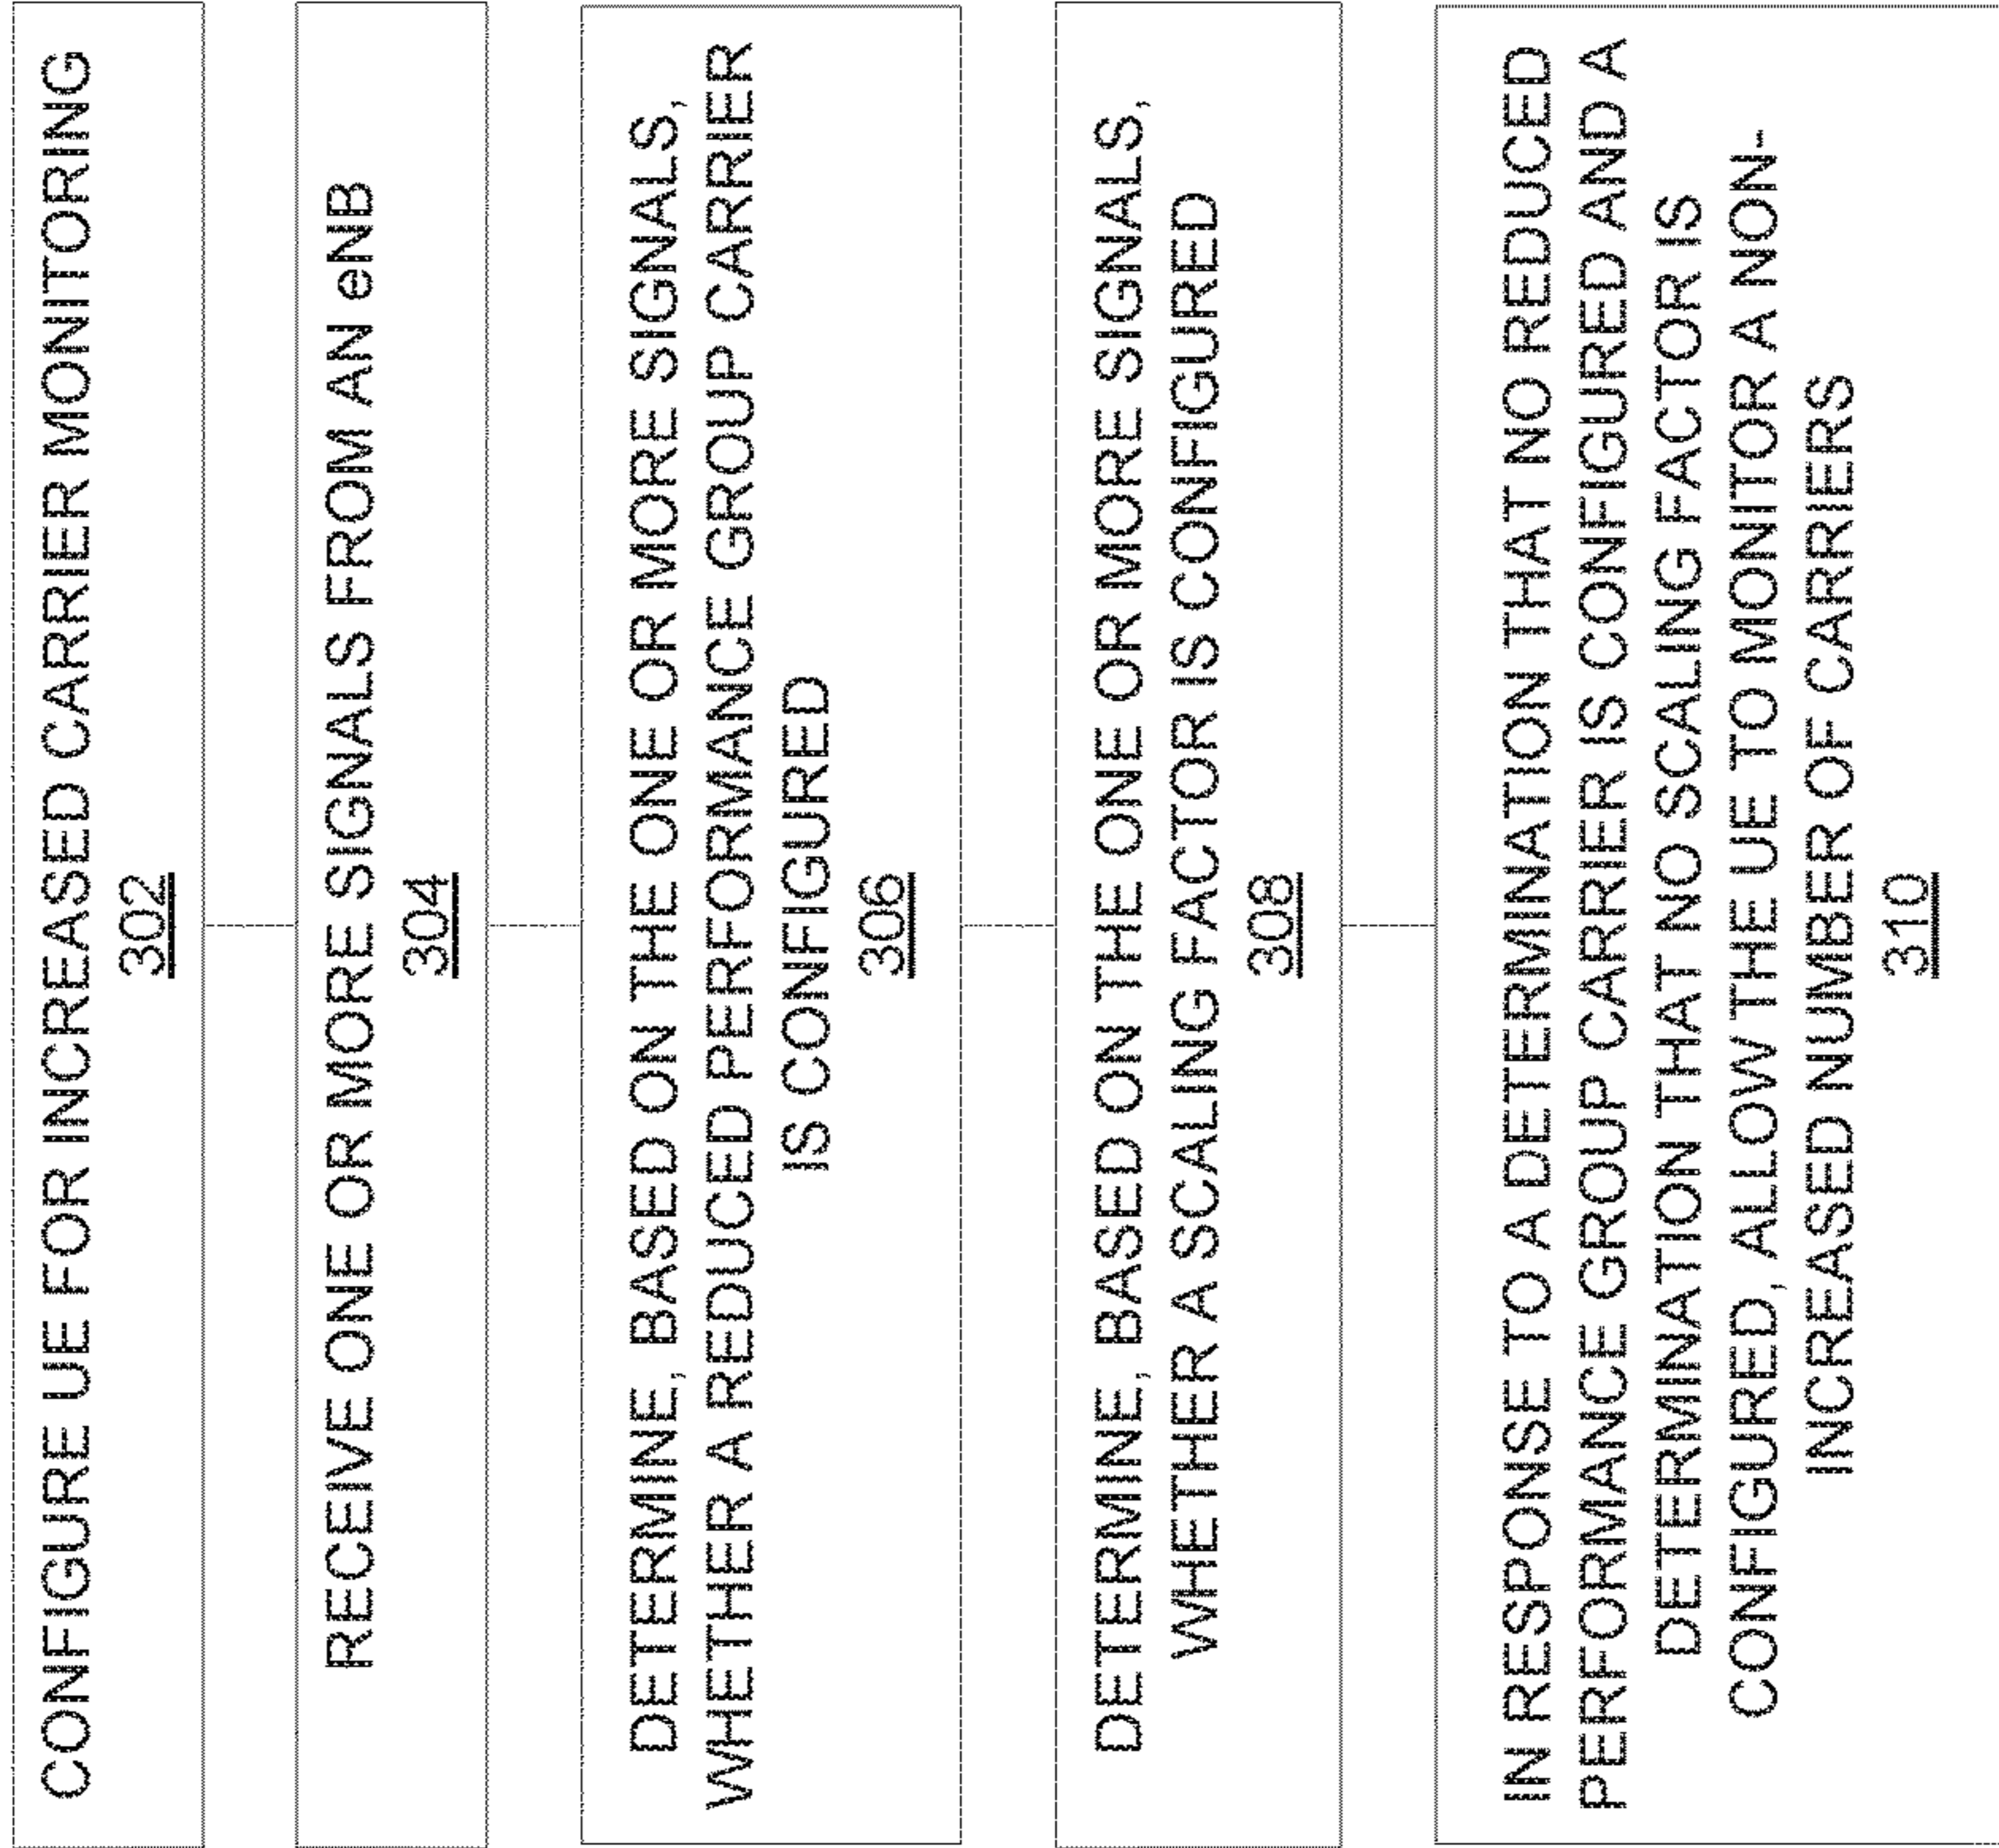 CONFIGURE UE FOR INCREASED CARRIER MONITORING
302
RECEIVE ONE OR MORE SIGNALS FROM AN eNB
304
DETERMINE, BASED ON THE ONE OR MORE SIGNALS,
WHETHER A REDUCED PERFORMANCE GROUP CARRIER
IS CONFIGURED
306
DETERMINE, BASED ON THE ONE OR MORE SIGNALS,
WHETHER A SCALING FACTOR IS CONFIGURED
308
IN RESPONSE TO A DETERMINATION THAT NO REDUCED
PERFORMANCE GROUP CARRIER IS CONFIGURED AND A
DETERMINATION THAT NO SCALING FACTOR IS
CONFIGURED, ALLOW THE UE TO MONITOR A NON-
INCREASED NUMBER OF CARRIERS
310